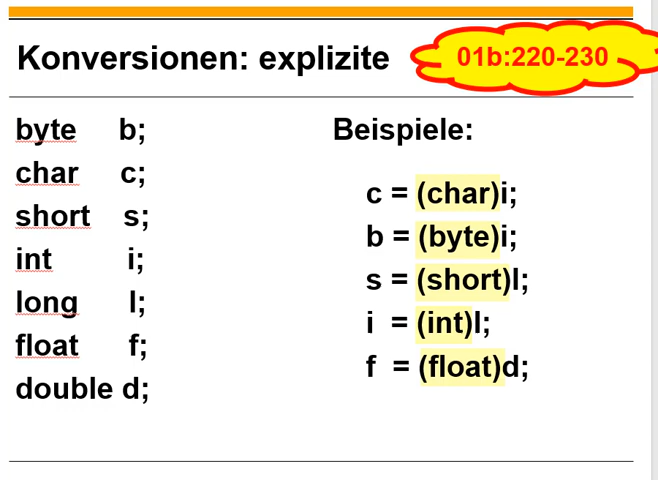 Konversionen: explizite
01b:220-230
byte b;
char c;
short s;
int i;
long l;
float f;
double d;
Beispiele:
c = (char)i;
b = (byte)i;
s = (short)l;
i = (int)l;
f = (float)d;